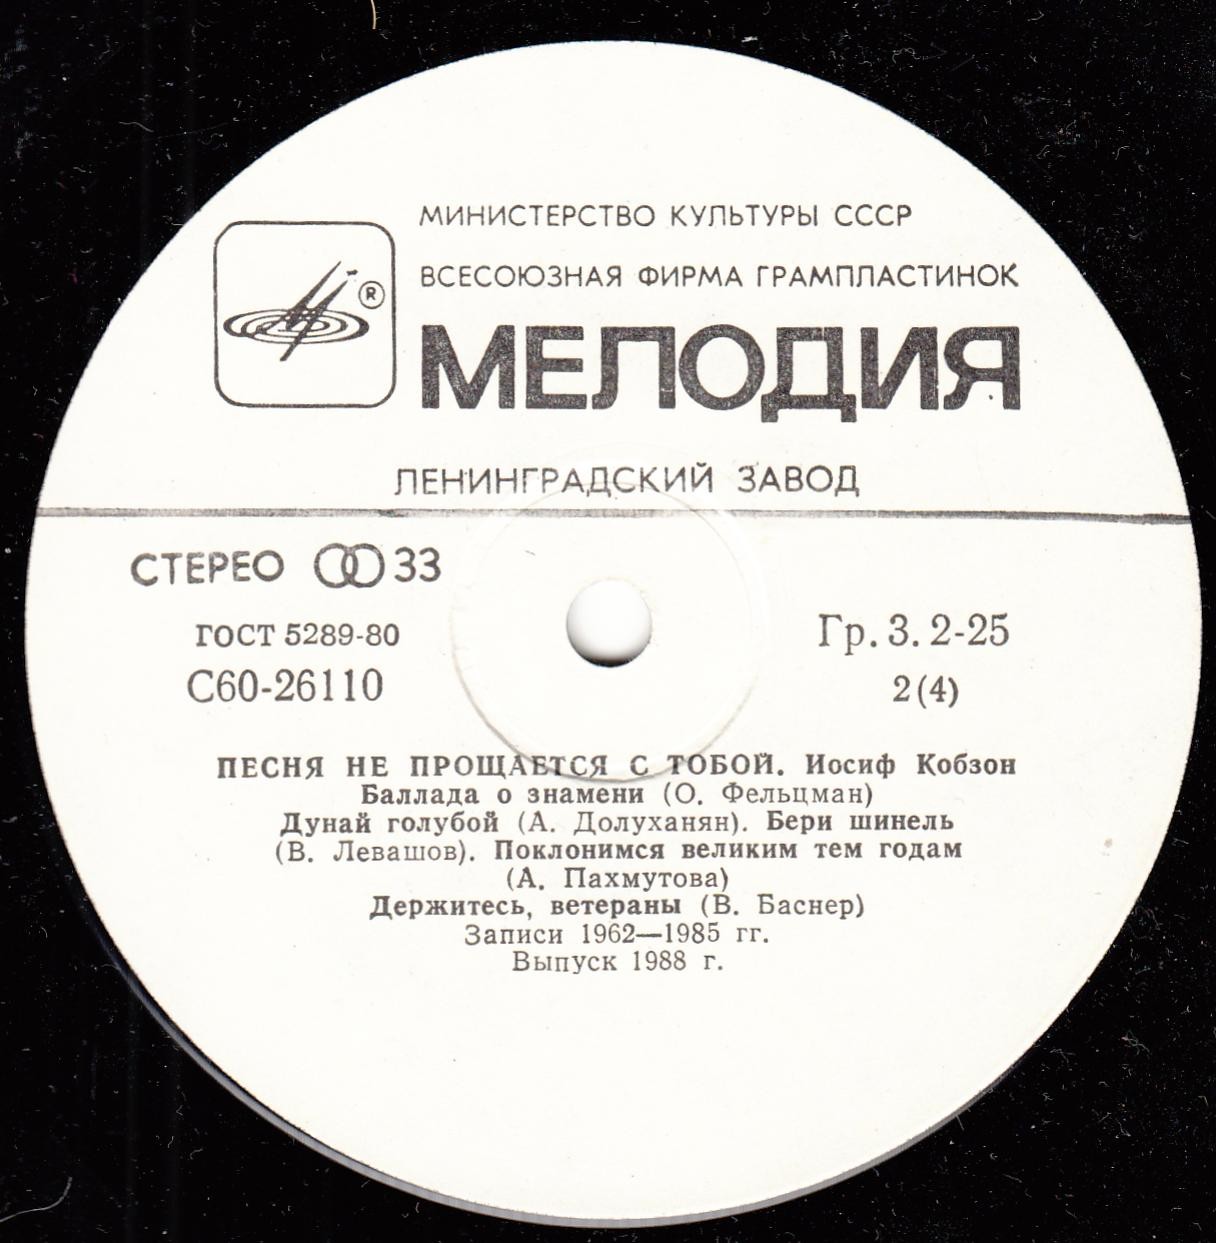 МИНИСТЕРСТВО КУЛЬТУРЫ СССР
ВСЕСОЮЗНАЯ ФИРМА ГРАМПЛАСТИНОК
®
МЕЛОДИЯ
ЛЕНИНГРАДСКИЙ ЗАВОД
СТЕРЕО 33
ГОСТ 5289-80
Гр. 3. 2-25
С60-26110
2(4)
ПЕСНЯ НЕ ПРОЩАЕТСЯ С ТОБОЙ. Иосиф Кобзон
Баллада о знамени (О. Фельцман)
Дунай голубой (А. Долуханян). Бери шинель
(В. Левашов). Поклонимся великим тем годам
(А. Пахмутова)
Держитесь, ветераны (В. Баснер)
Записи 1962—1985 гг.
Выпуск 1988 г.